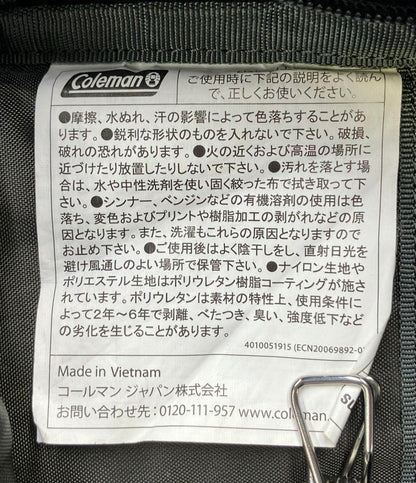 Coleman
ご使用時に下記の説明をよく読ん
で、正しくお使いください。
●摩擦、水ぬれ、汗の影響によって色落ちすることがあ
ります。●鋭利な形状のものを入れないで下さい。破損、
破れの恐れがあります。●火の近くおよび高温の場所に
近づけたり放置したりしないで下さい。●汚れを落とす場
合は、水や中性洗剤を使い固く絞った布で拭き取って下
さい。●シンナー、ベンジンなどの有機溶剤の使用は色
落ち、変色およびプリントや樹脂加工の剥がれなどの原
因となります。また、洗濯もこれらの原因となりますので
お止め下さい。●ご使用後はよく陰干しをし、直射日光を
避け風通しのよい場所で保管下さい。●ナイロン生地や
ポリエステル生地はポリウレタン樹脂コーティングが施さ
れています。ポリウレタンは素材の特性上、使用条件に
よって2年～6年で剥離、べたつき、臭い、強度低下など
の劣化を生じることがあります。
401005191S (ECN20069892-0
Made in Vietnam
コールマン ジャパン株式会社
お問い合わせ先：0120-111-957 www.coleman.